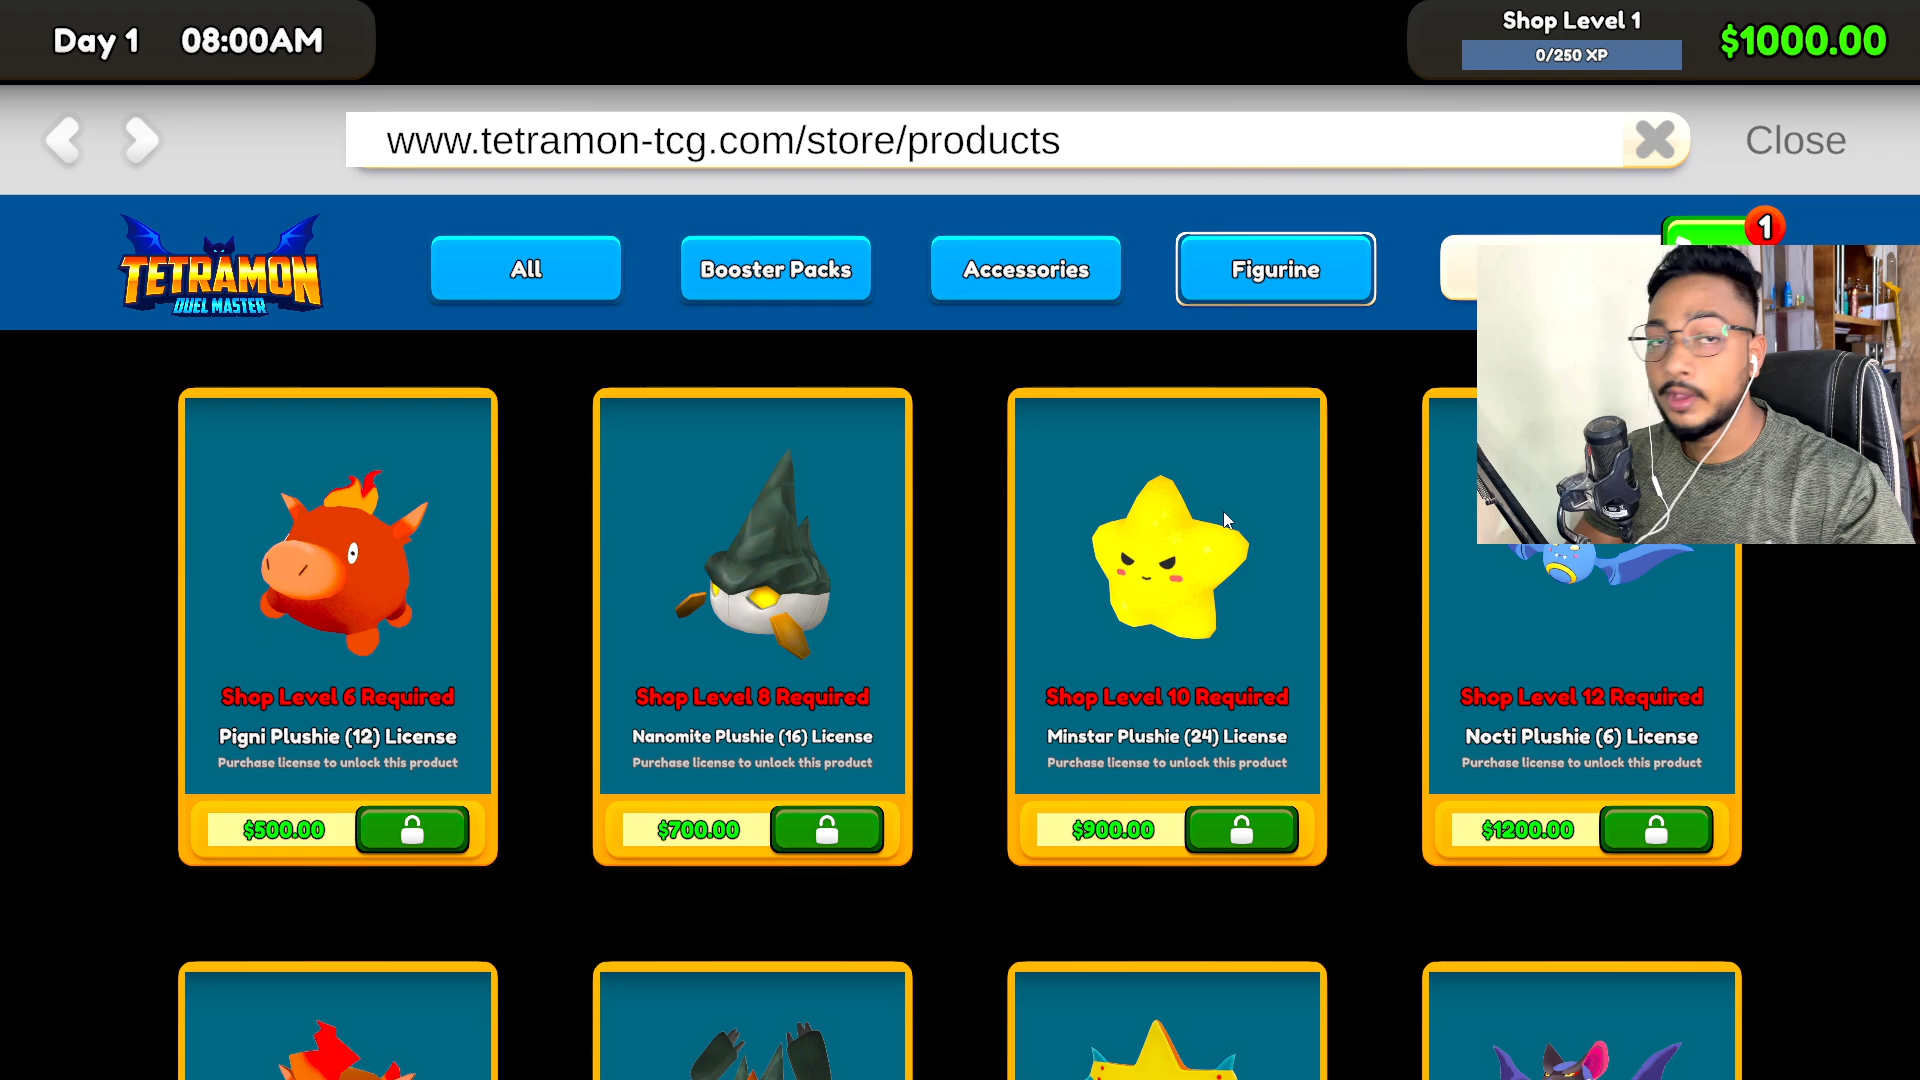 Day 1 08:00AM
Shop Level 1
0/250 XP
$1000.00
www.tetramon-tcg.com/store/products
Close
TETRAMON
DUEL MASTER
All
Booster Packs
Accessories
Figurine
1
Shop Level 6 Required
Pigni Plushie (12) License
Purchase license to unlock this product
$500.00
Shop Level 8 Required
Nanomite Plushie (16) License
Purchase license to unlock this product
$700.00
Shop Level 10 Required
Minstar Plushie (24) License
Purchase license to unlock this product
$900.00
Shop Level 12 Required
Nocti Plushie (6) License
Purchase license to unlock this product
$1200.00